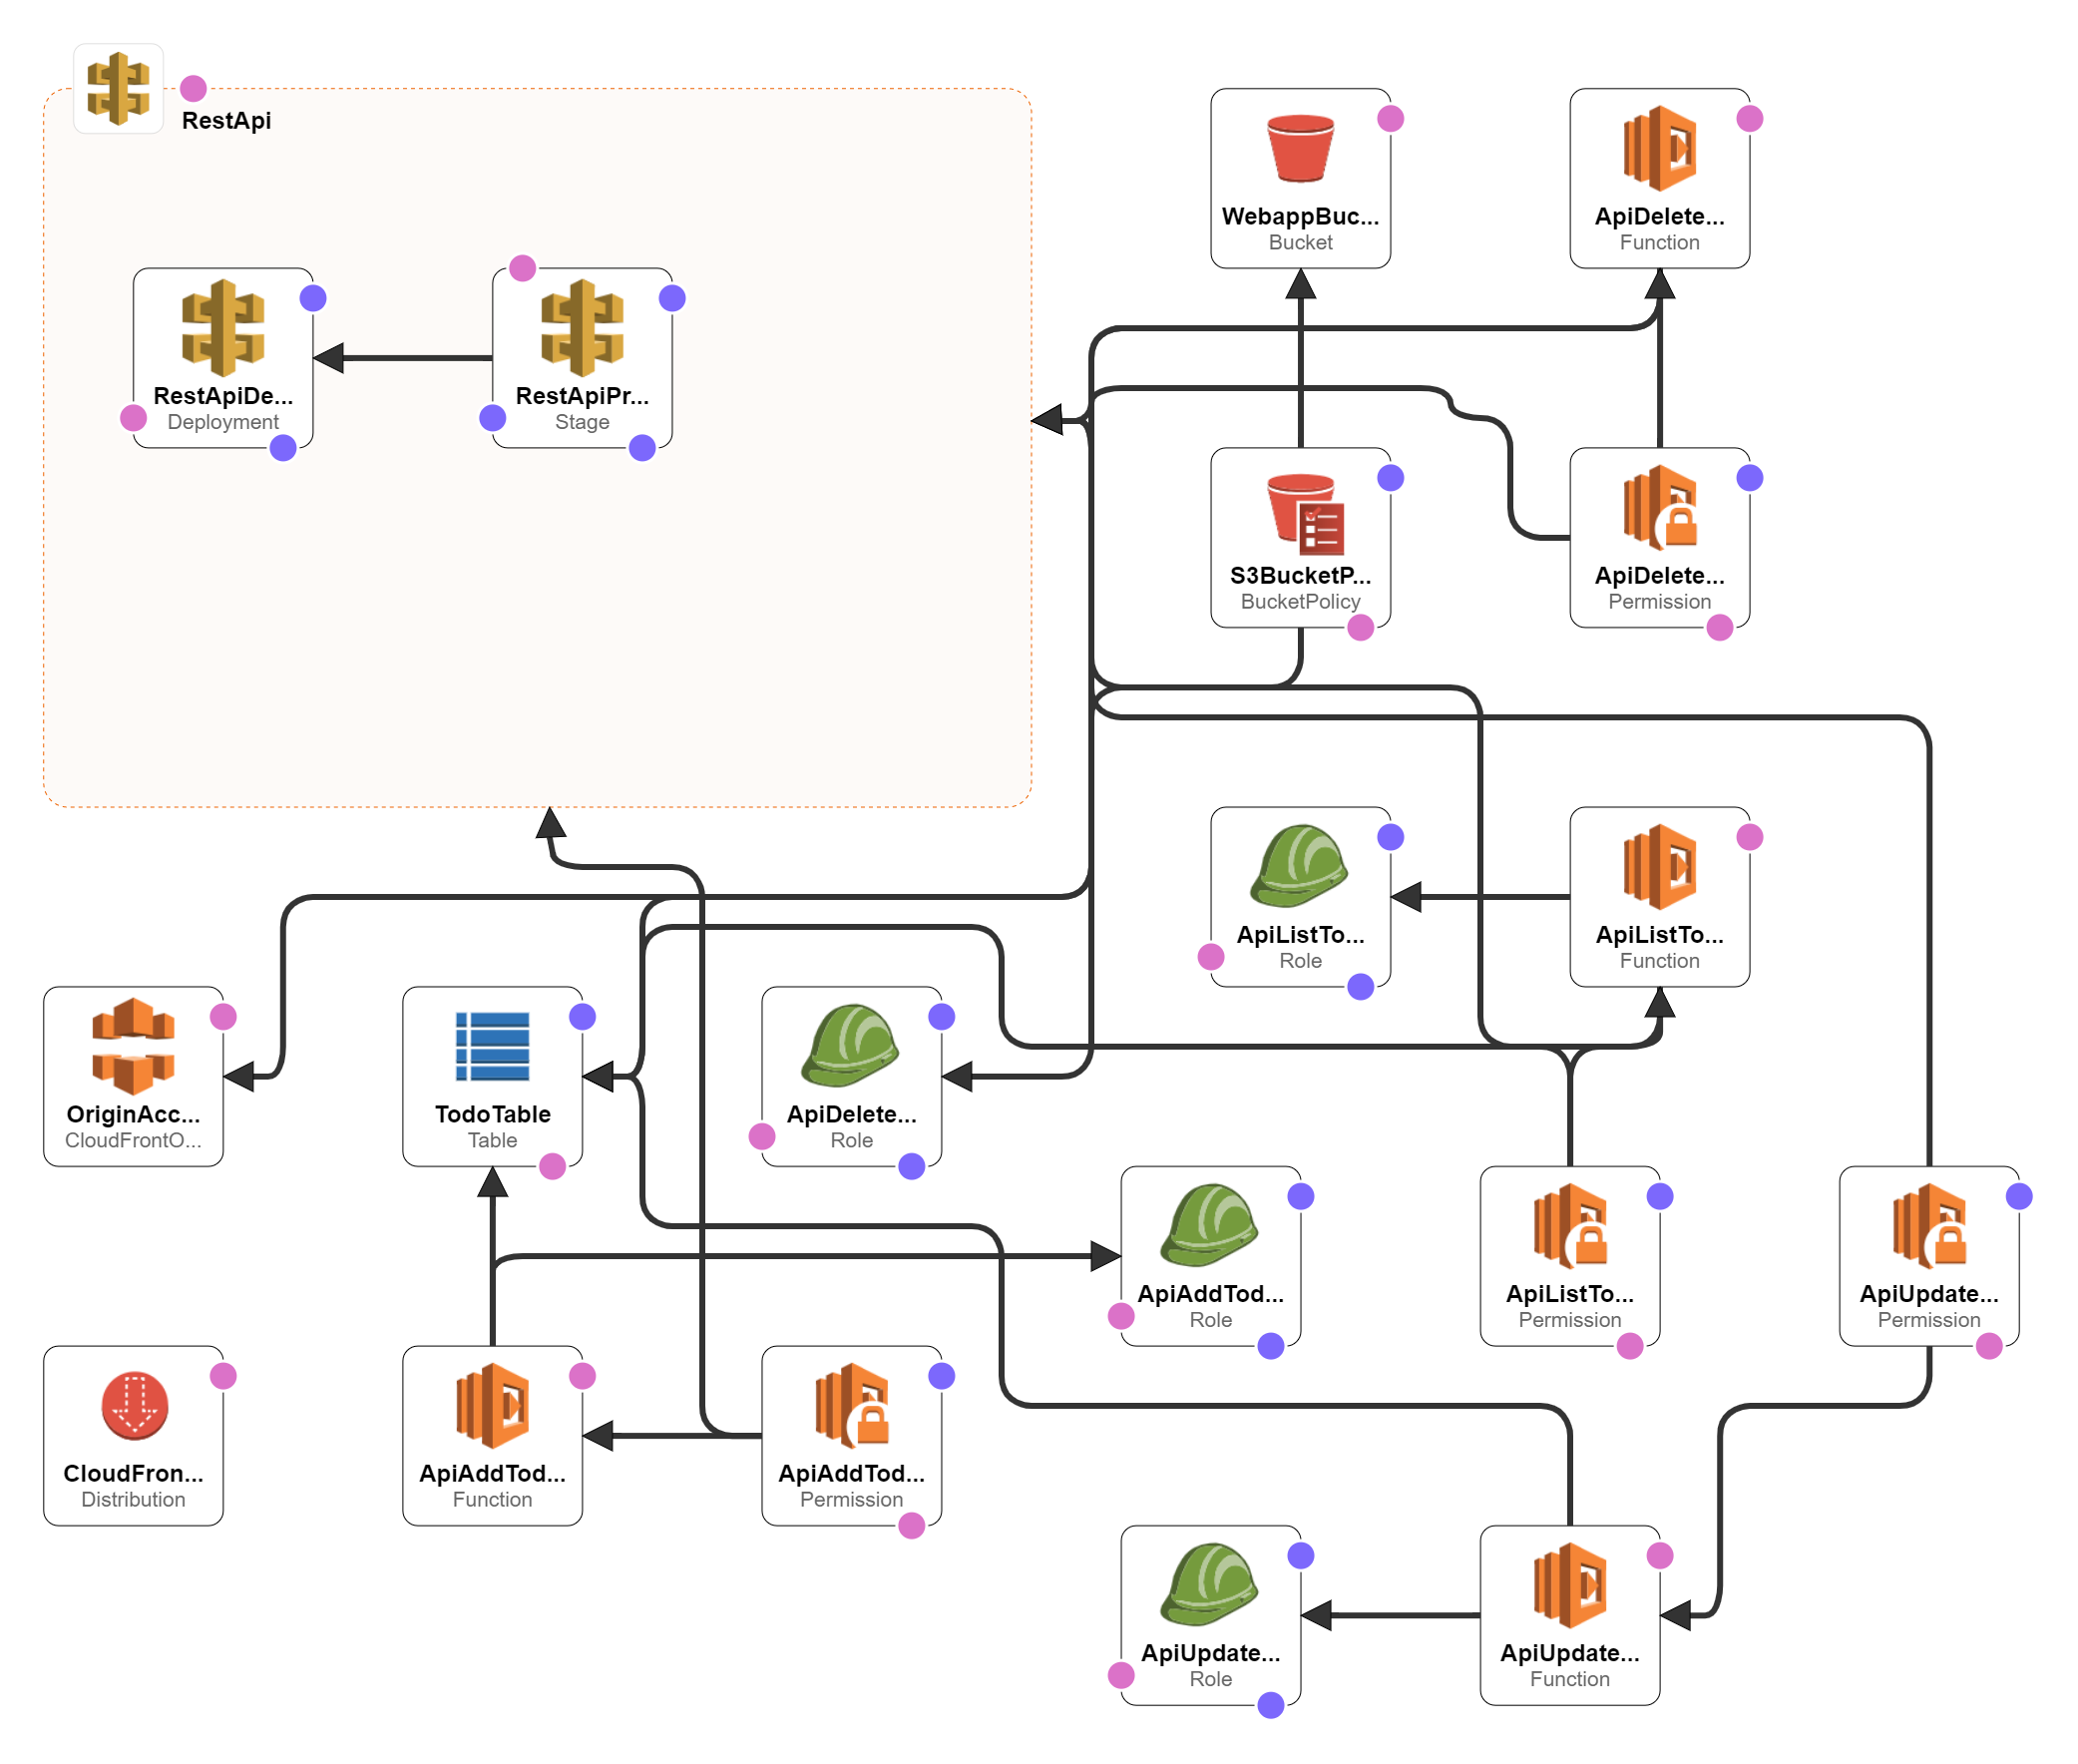 RestApi
WebappBuc...
Bucket
ApiDelete...
Function
RestApiDe...
Deployment
RestApiPr...
Stage
S3BucketP...
BucketPolicy
ApiDelete...
Permission
ApiListTo...
Role
ApiListTo...
Function
OriginAcc...
CloudFrontO...
TodoTable
Table
ApiDelete...
Role
ApiAddTod...
Role
ApiListTo...
Permission
ApiUpdate...
Permission
CloudFron...
Distribution
ApiAddTod...
Function
ApiAddTod...
Permission
ApiUpdate...
Role
ApiUpdate...
Function